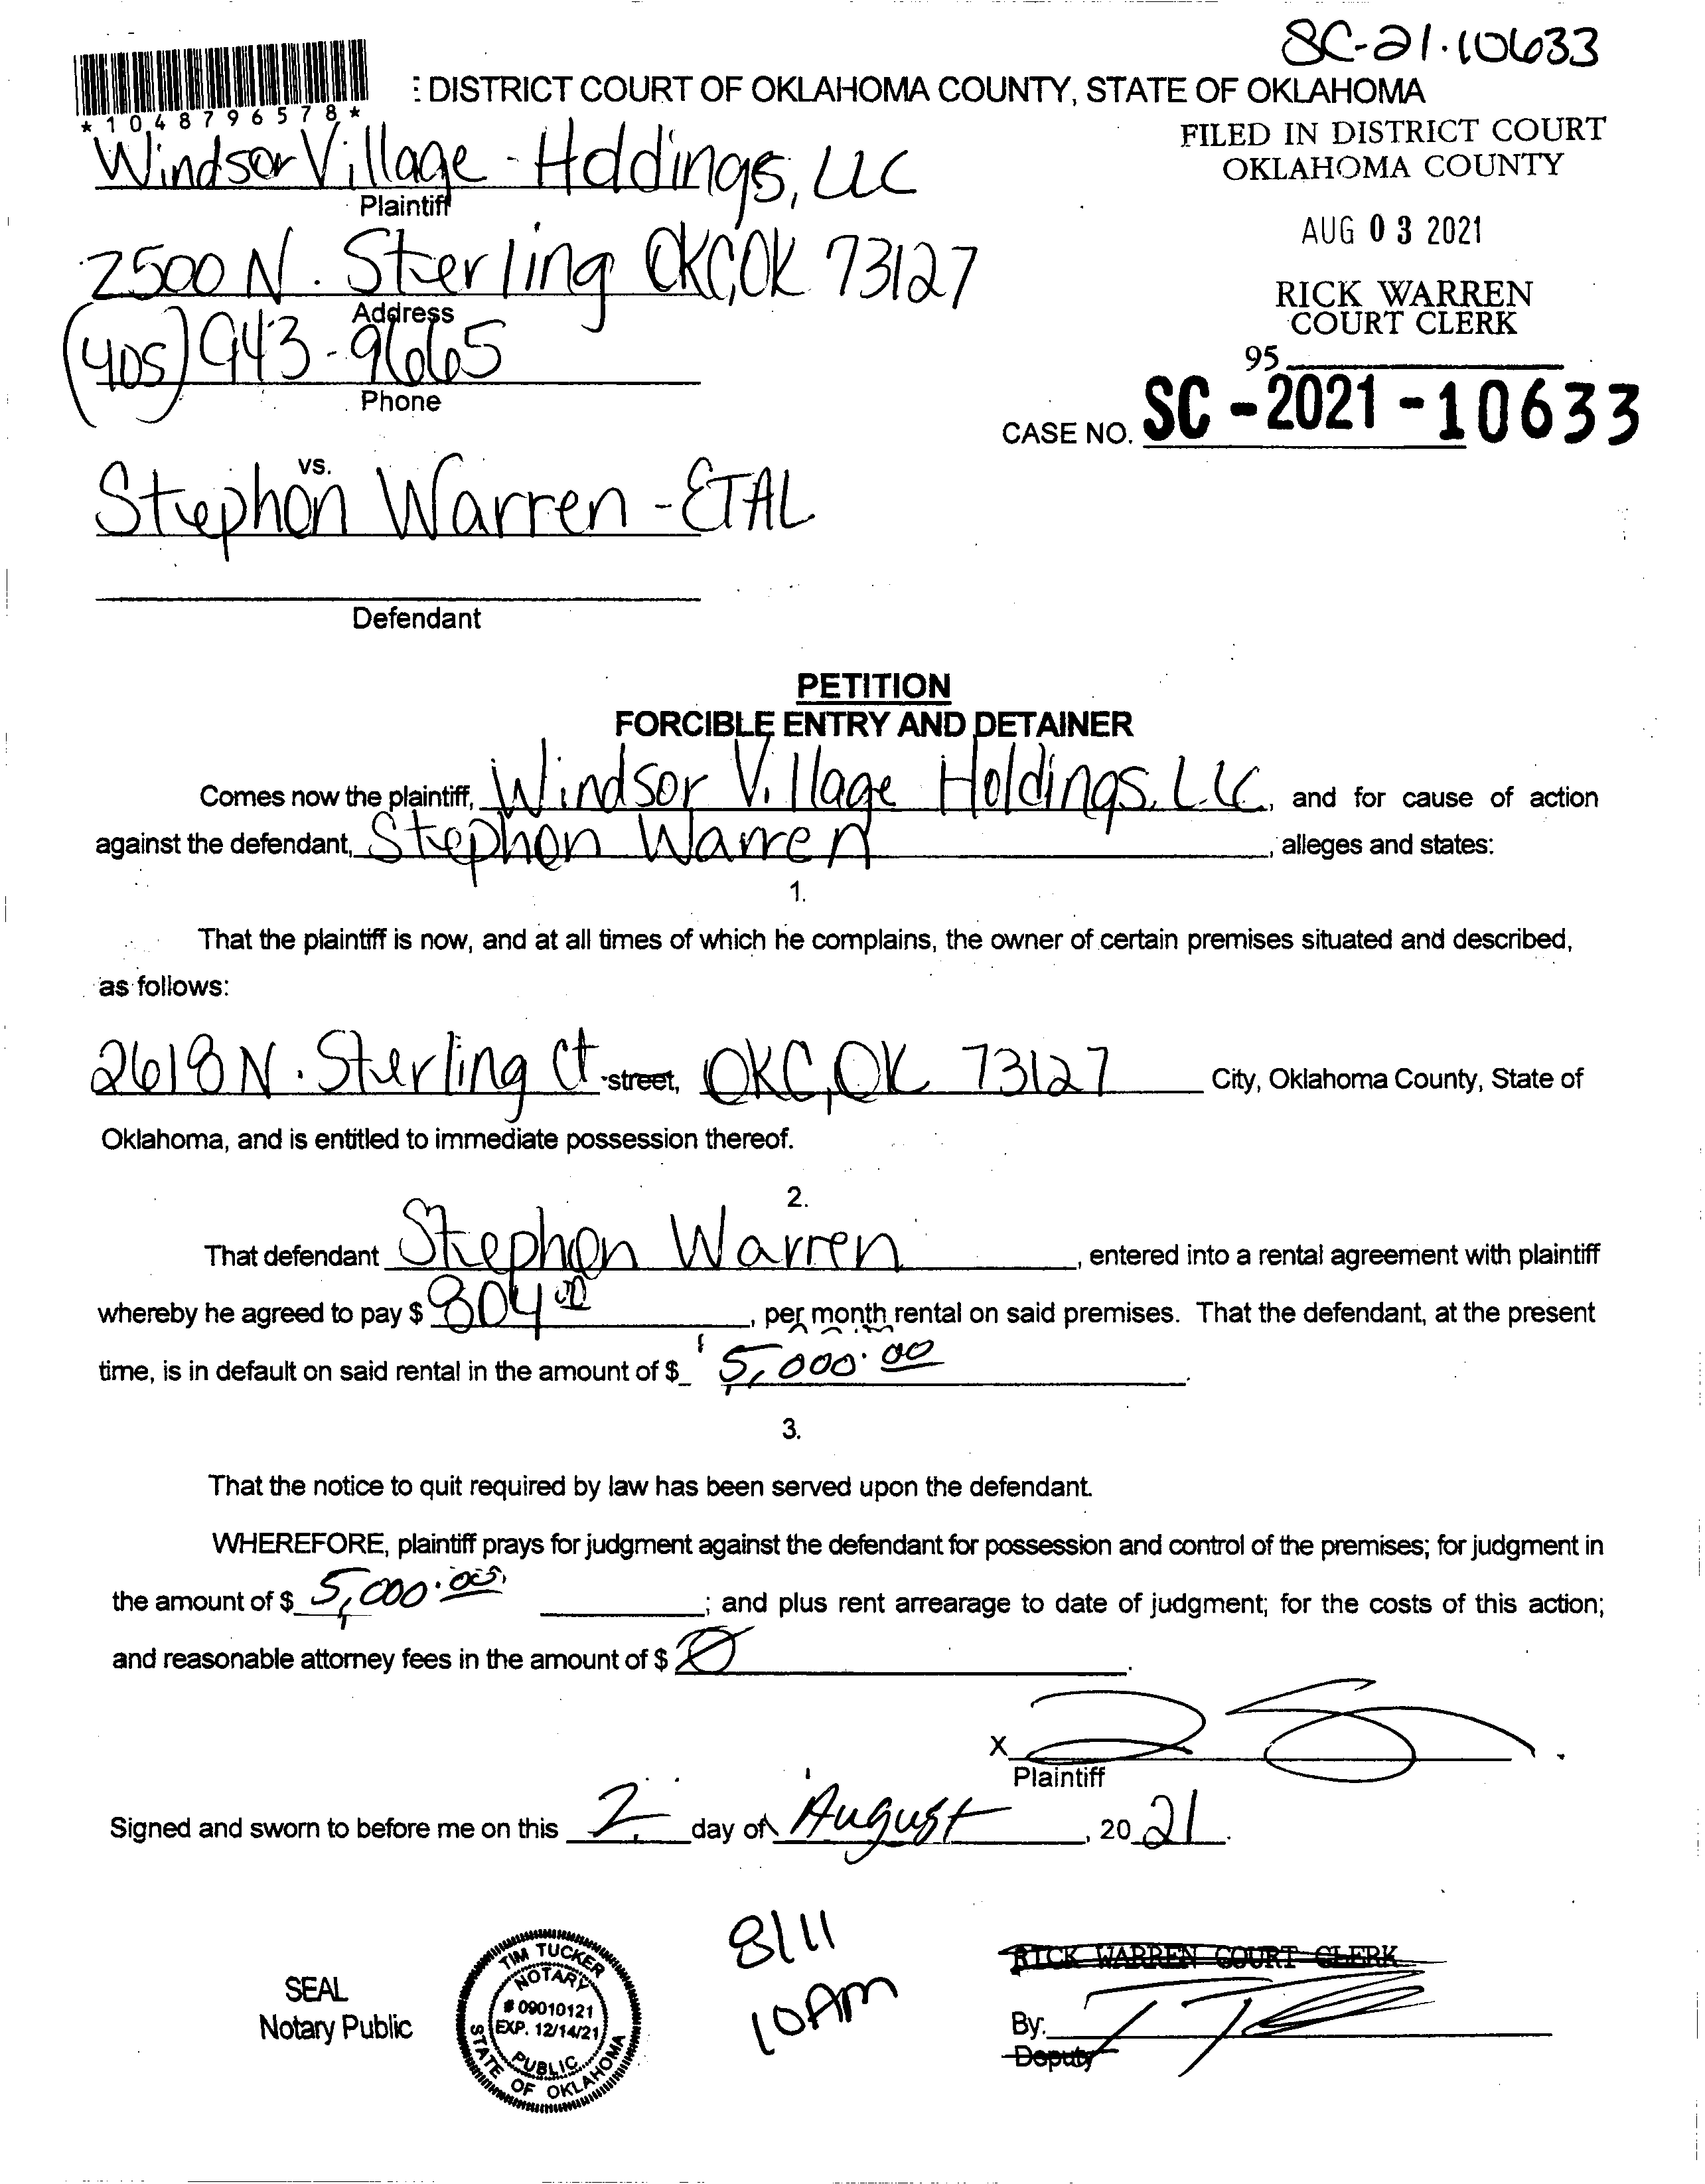 SC-21-10633
: DISTRICT COURT OF OKLAHOMA COUNTY, STATE OF OKLAHOMA
*1048796578*
FILED IN DISTRICT COURT
OKLAHOMA COUNTY
Windsor Village - Holdings, LLC
Plaintiff
AUG 03 2021
2500 N. Sterling OKC, OK 73127
Address
RICK WARREN
COURT CLERK
(405) 943-9665
Phone
95
CASE NO. SC-2021-10633
vs.
Stephon Warren - ETAL
Defendant
PETITION
FORCIBLE ENTRY AND DETAINER
Comes now the plaintiff, Windsor Village Holdings, LLC, and for cause of action
against the defendant, Stephon Warren, alleges and states:
1.
That the plaintiff is now, and at all times of which he complains, the owner of certain premises situated and described,
as follows:
2618 N. Sterling Ct street, OKC, OK 73127 City, Oklahoma County, State of
Oklahoma, and is entitled to immediate possession thereof.
2.
That defendant Stephon Warren, entered into a rental agreement with plaintiff
whereby he agreed to pay $ 804 00, per month rental on said premises. That the defendant, at the present
time, is in default on said rental in the amount of $ 5,000.00.
3.
That the notice to quit required by law has been served upon the defendant.
WHEREFORE, plaintiff prays for judgment against the defendant for possession and control of the premises; for judgment in
the amount of $ 5,000.00; and plus rent arrearage to date of judgment; for the costs of this action;
and reasonable attorney fees in the amount of $ Ø.
X
Plaintiff
Signed and sworn to before me on this 2 day of August, 20 21.
8/11
10AM
SEAL
Notary Public
TIM TUCKER
NOTARY
# 09010121
EXP. 12/14/21
PUBLIC
STATE OF OKLAHOMA
RICK WARREN COURT CLERK
By:
Deputy